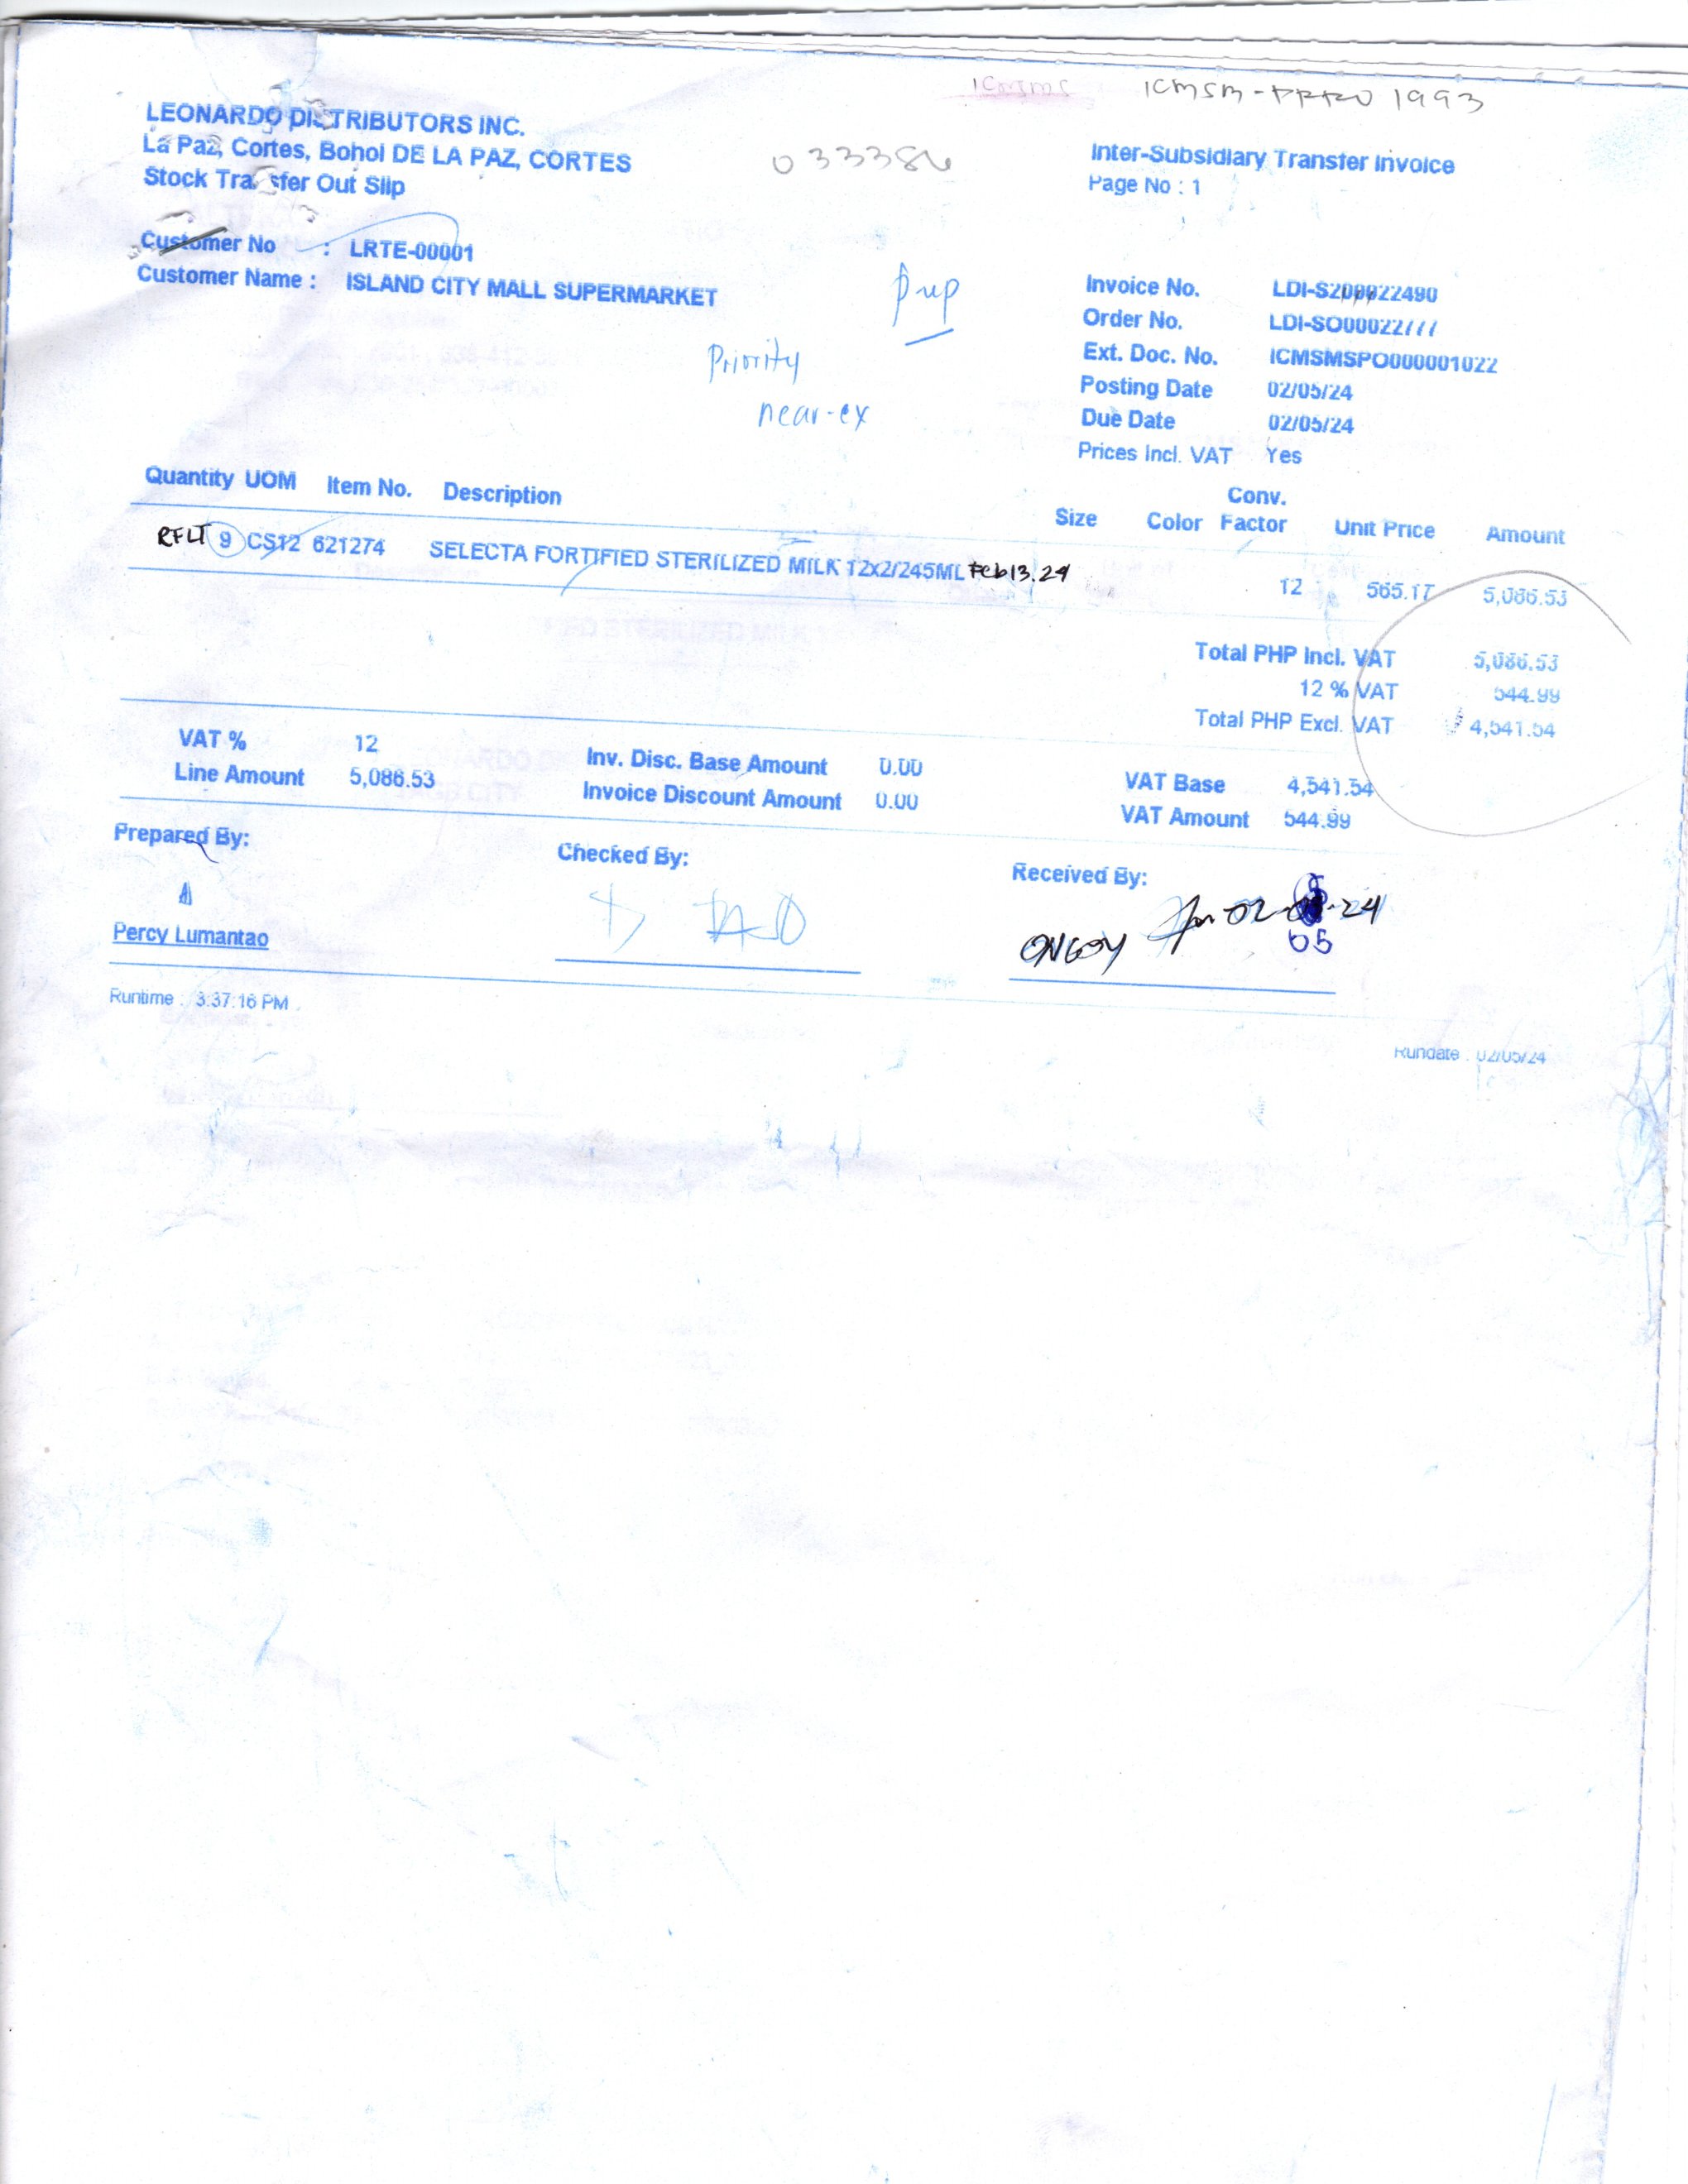 ICMSMS ICMSM-PPRO 1993
LEONARDO DISTRIBUTORS INC.
La Paz, Cortes, Bohol DE LA PAZ, CORTES
Stock Transfer Out Slip
033386
Inter-Subsidiary Transfer Invoice
Page No : 1
Customer No : LRTE-00001
Customer Name : ISLAND CITY MALL SUPERMARKET
Priority
near-ex
Invoice No.
Order No. LDI-SO00022777
Ext. Doc. No. ICMSMSPO000001022
Posting Date 02/05/24
Due Date 02/05/24
Prices Incl. VAT Yes
Quantity UOM Item No. Description Size Color Conv. Factor Unit Price Amount
RFLT 9 CS12 621274 SELECTA FORTIFIED STERILIZED MILK 12x2/245ML Feb13.24 12 565.17 5,086.53
Total PHP Incl. VAT 5,086.53
12 % VAT 544.99
Total PHP Excl. VAT 4,541.54
VAT % 12
Line Amount 5,086.53
Inv. Disc. Base Amount 0.00
Invoice Discount Amount 0.00
VAT Base 4,541.54
VAT Amount 544.99
Prepared By:
Percy Lumantao
Checked By:
Received By:
ONGOY 02- -24
05
Runtime : 3:37:16 PM
Rundate : 02/05/24